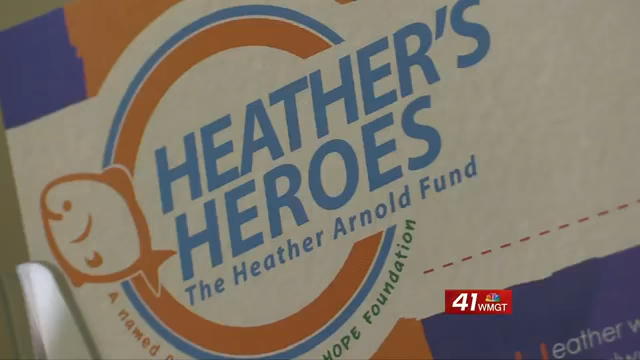 HEATHER'S
HEROES
The Heather Arnold Fund
A named
HOPE Foundation
41 WMGT
eather w